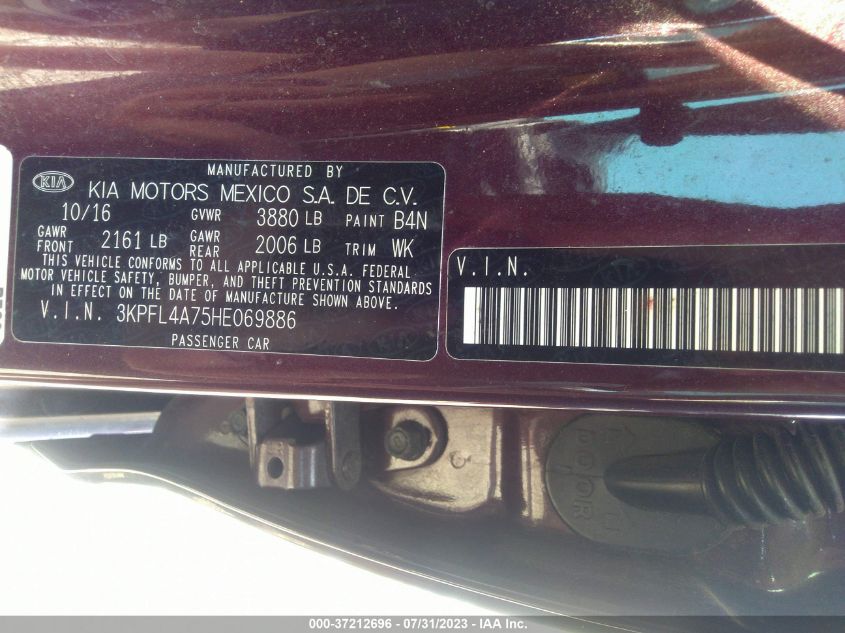 MANUFACTURED BY
KIA KIA MOTORS MEXICO S.A. DE C.V.
10/16 GVWR 3880 LB PAINT B4N
GAWR FRONT 2161 LB GAWR REAR 2006 LB TRIM WK
THIS VEHICLE CONFORMS TO ALL APPLICABLE U.S.A. FEDERAL
MOTOR VEHICLE SAFETY, BUMPER, AND THEFT PREVENTION STANDARDS
IN EFFECT ON THE DATE OF MANUFACTURE SHOWN ABOVE.
V.I.N. 3KPFL4A75HE069886
PASSENGER CAR
V.I.N.
DOOR
000-37212696 - 07/31/2023 - IAA Inc.